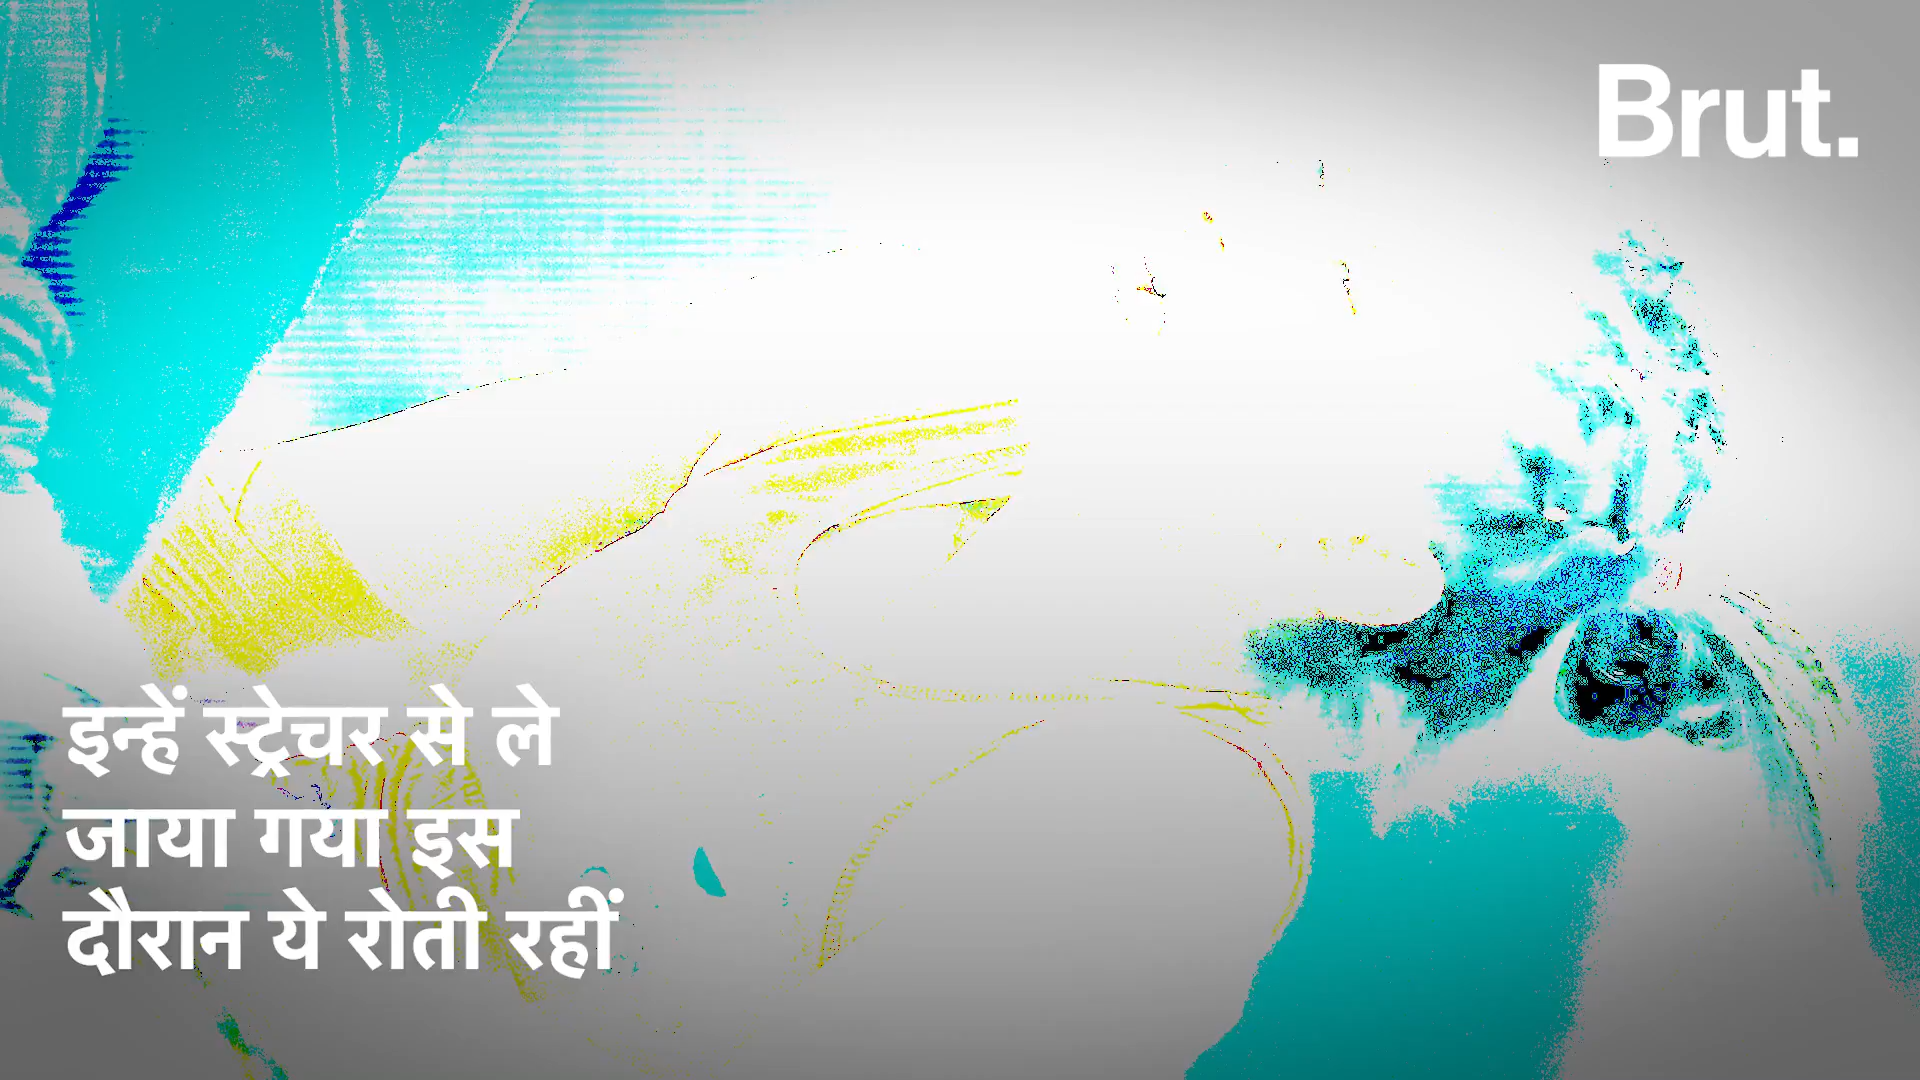 Brut.
इन्हें स्ट्रेचर से ले
जाया गया इस
दौरान ये रोती रहीं